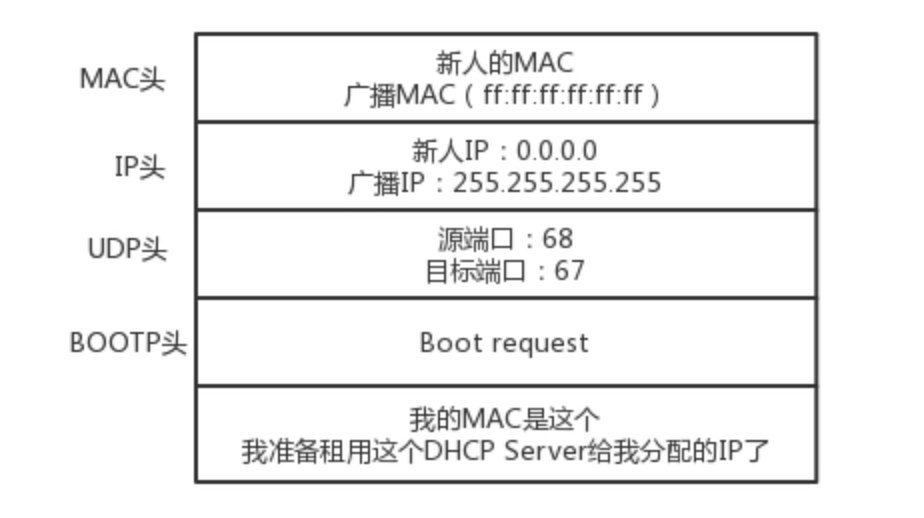 MAC头
新人的MAC
广播MAC（ff:ff:ff:ff:ff:ff）
IP头
新人IP：0.0.0.0
广播IP：255.255.255.255
UDP头
源端口：68
目标端口：67
BOOTP头
Boot request
我的MAC是这个
我准备租用这个DHCP Server给我分配的IP了